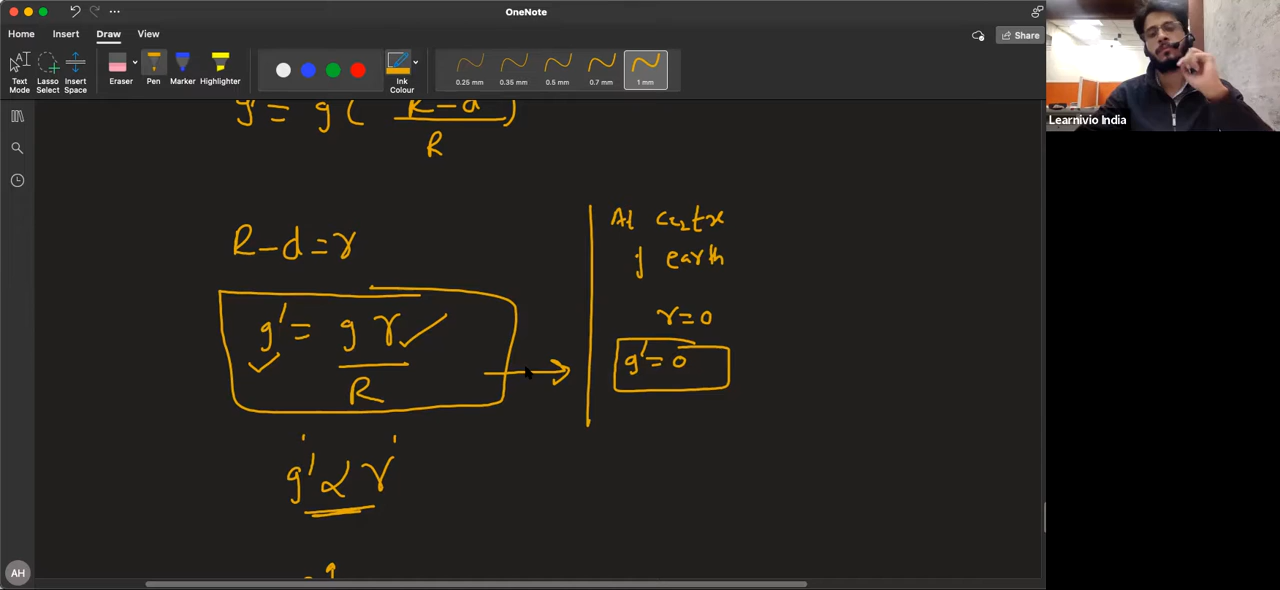 OneNote
Home Insert Draw View
Share
Text Mode
Lasso Select
Insert Space
Eraser
Pen
Marker
Highlighter
Ink Colour
0.25 mm
0.35 mm
0.5 mm
0.7 mm
1 mm
Learnivio India
g' = g ( R-d / R )
R-d=r
g' = g r / R
g' ∝ r
At centre
of earth
r=0
g'=0
g
AH